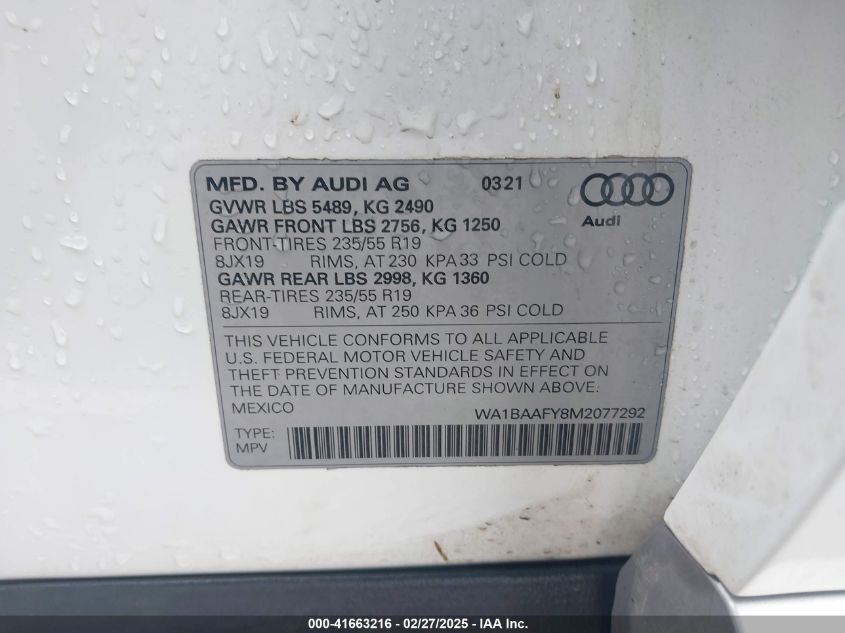 MFD. BY AUDI AG 0321
GVWR LBS 5489, KG 2490
GAWR FRONT LBS 2756, KG 1250
Audi
FRONT-TIRES 235/55 R19
8JX19 RIMS, AT 230 KPA 33 PSI COLD
GAWR REAR LBS 2998, KG 1360
REAR-TIRES 235/55 R19
8JX19 RIMS, AT 250 KPA 36 PSI COLD
THIS VEHICLE CONFORMS TO ALL APPLICABLE
U.S. FEDERAL MOTOR VEHICLE SAFETY AND
THEFT PREVENTION STANDARDS IN EFFECT ON
THE DATE OF MANUFACTURE SHOWN ABOVE:
MEXICO WA1BAAFY8M2077292
TYPE:
MPV
000-41663216 - 02/27/2025 - IAA Inc.